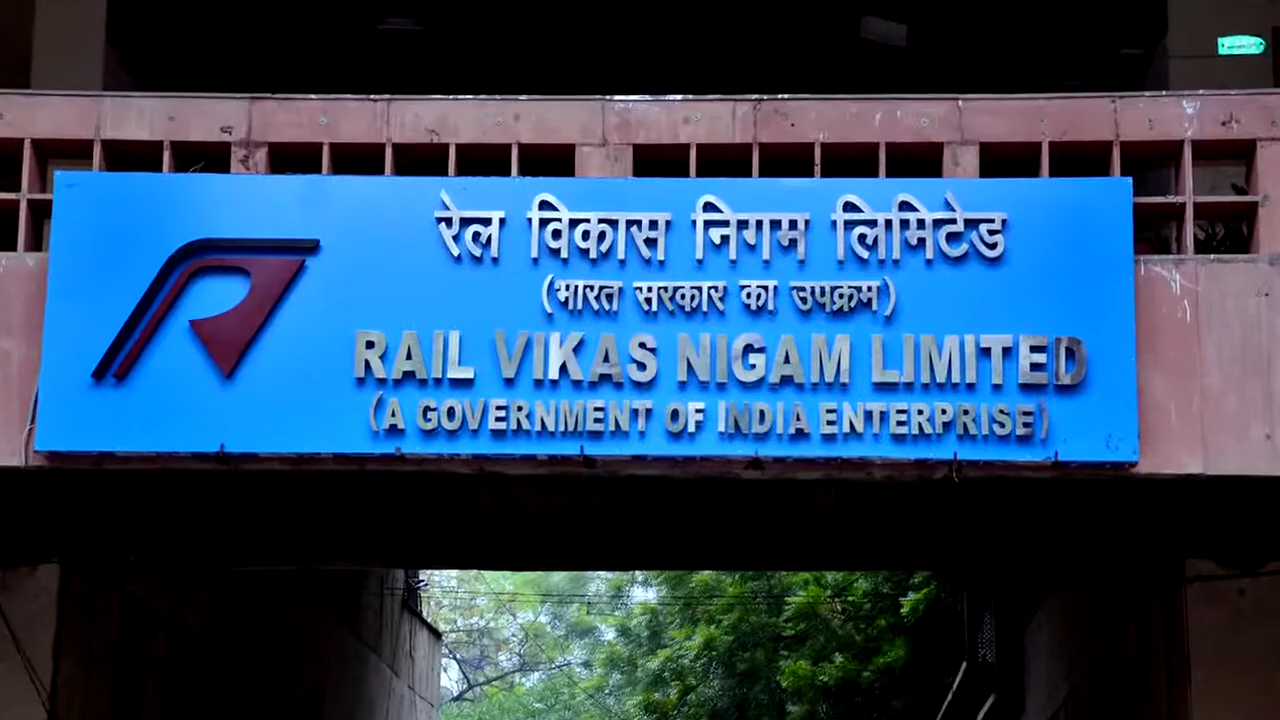 रेल विकास निगम लिमिटेड
(भारत सरकार का उपक्रम)
RAIL VIKAS NIGAM LIMITED
(A GOVERNMENT OF INDIA ENTERPRISE)